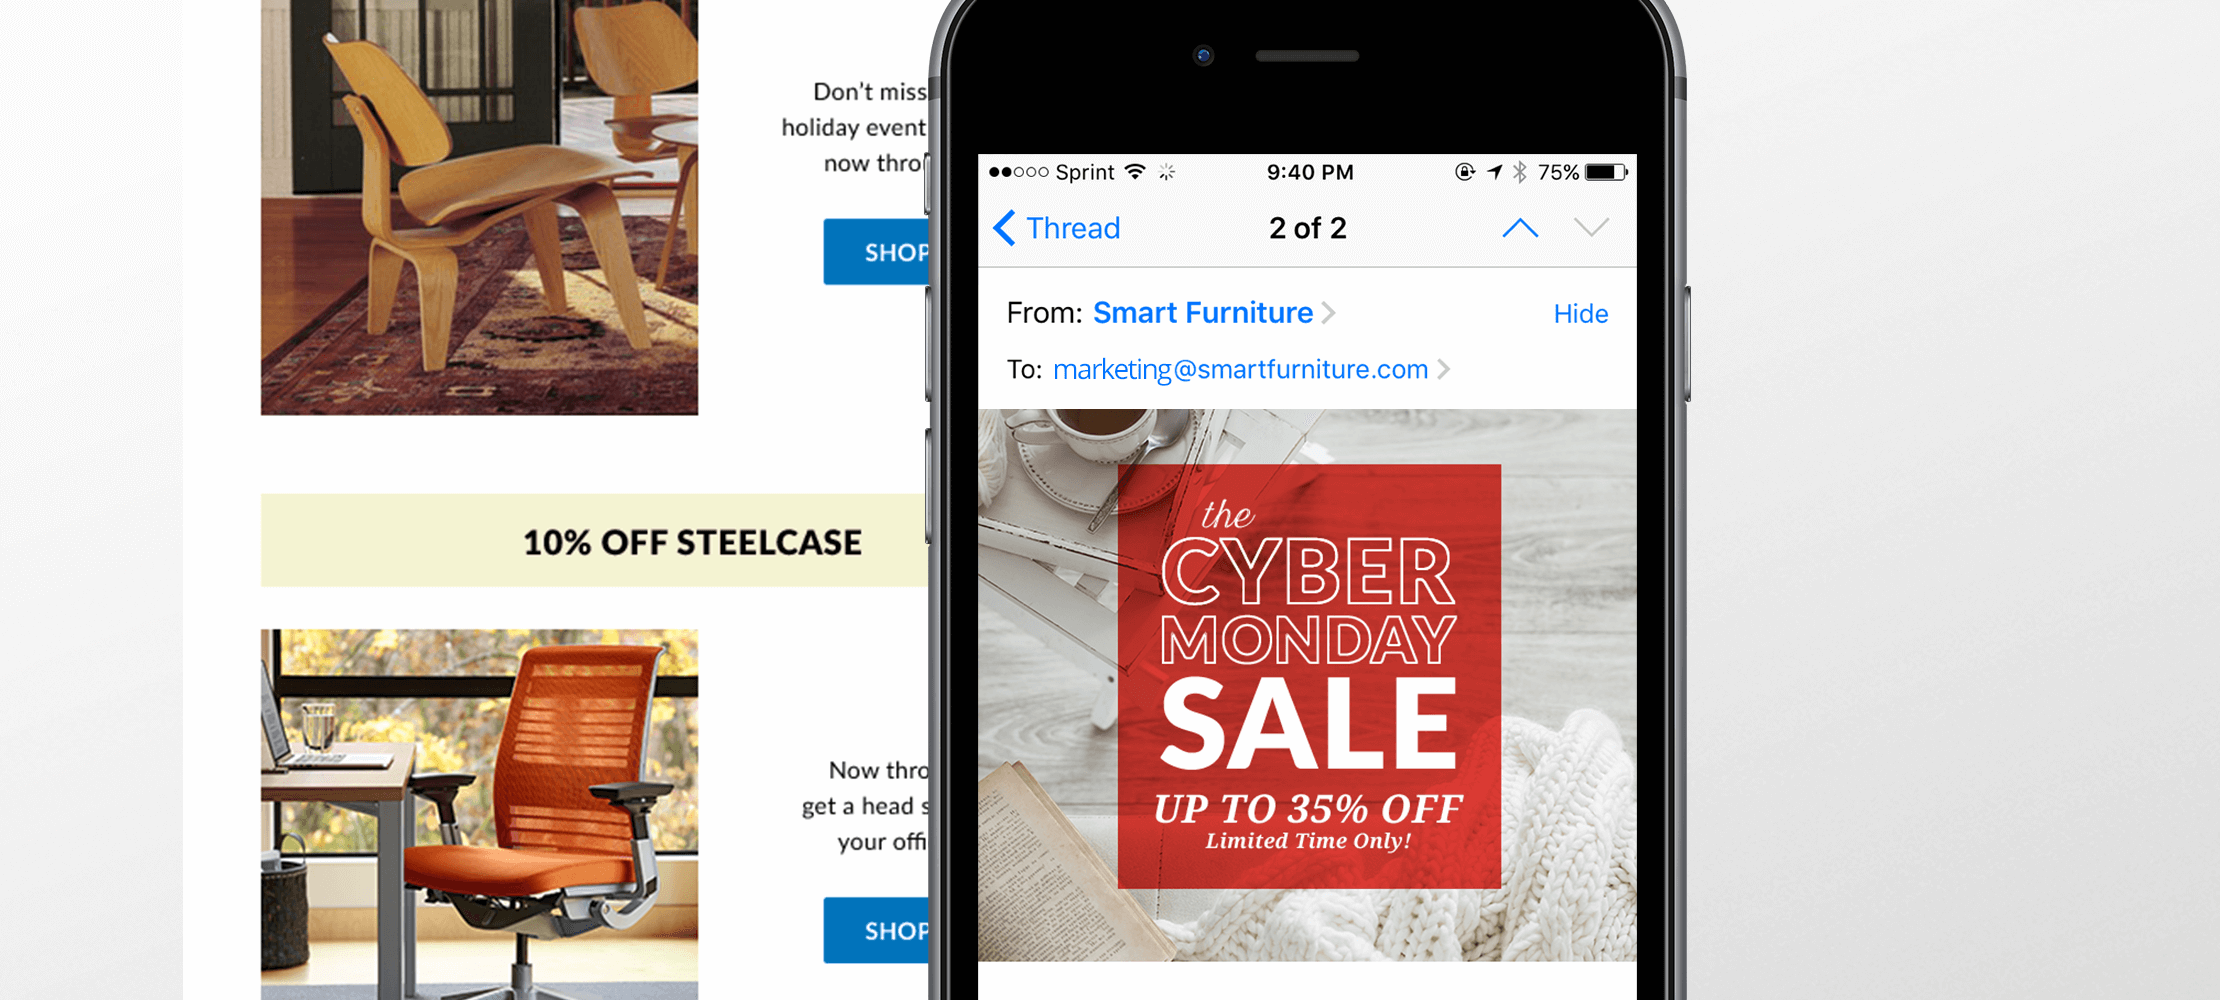 Don't miss
holiday event
now thro
SHOP
10% OFF STEELCASE
Now thro
get a head s
your offi
SHOP
Sprint 9:40 PM 75%
Thread 2 of 2
From: Smart Furniture Hide
To: marketing@smartfurniture.com
the
CYBER
MONDAY
SALE
UP TO 35% OFF
Limited Time Only!